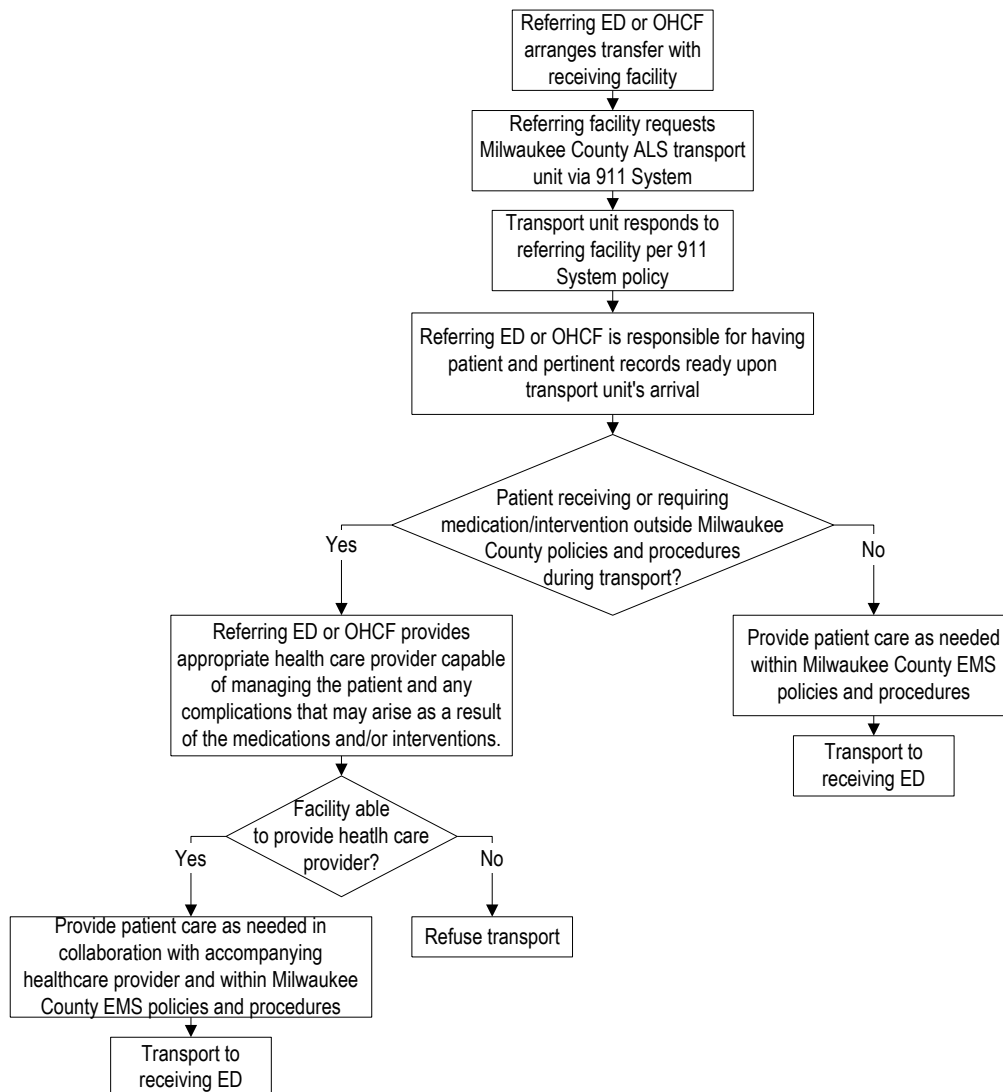 Referring ED or OHCF
arranges transfer with
receiving facility
Referring facility requests
Milwaukee County ALS transport
unit via 911 System
Transport unit responds to
referring facility per 911
System policy
Referring ED or OHCF is responsible for having
patient and pertinent records ready upon
transport unit's arrival
Patient receiving or requiring
medication/intervention outside Milwaukee
County policies and procedures
during transport?
Yes
No
Referring ED or OHCF provides
appropriate health care provider capable
of managing the patient and any
complications that may arise as a result
of the medications and/or interventions.
Provide patient care as needed
within Milwaukee County EMS
policies and procedures
Transport to
receiving ED
Facility able
to provide heatlh care
provider?
Yes
No
Provide patient care as needed in
collaboration with accompanying
healthcare provider and within Milwaukee
County EMS policies and procedures
Refuse transport
Transport to
receiving ED